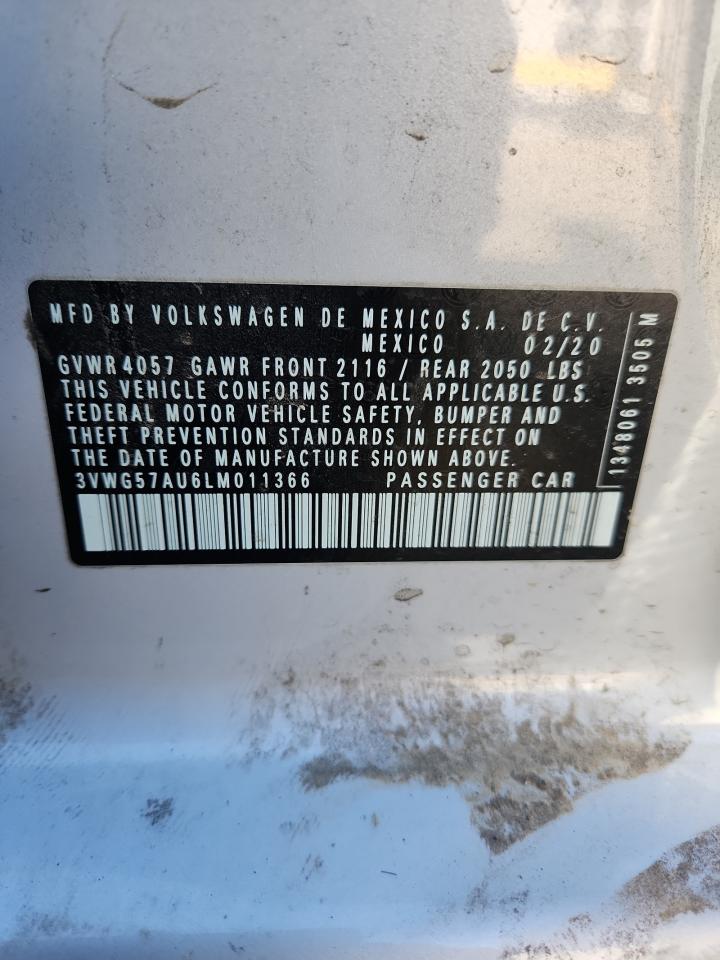 MFD BY VOLKSWAGEN DE MEXICO S.A. DE C.V.
MEXICO 02/20
GVWR 4057 GAWR FRONT 2116 / REAR 2050 LBS
THIS VEHICLE CONFORMS TO ALL APPLICABLE U.S.
FEDERAL MOTOR VEHICLE SAFETY, BUMPER AND
THEFT PREVENTION STANDARDS IN EFFECT ON
THE DATE OF MANUFACTURE SHOWN ABOVE.
3VWG57AU6LM011366 PASSENGER CAR
1348061 3505 M